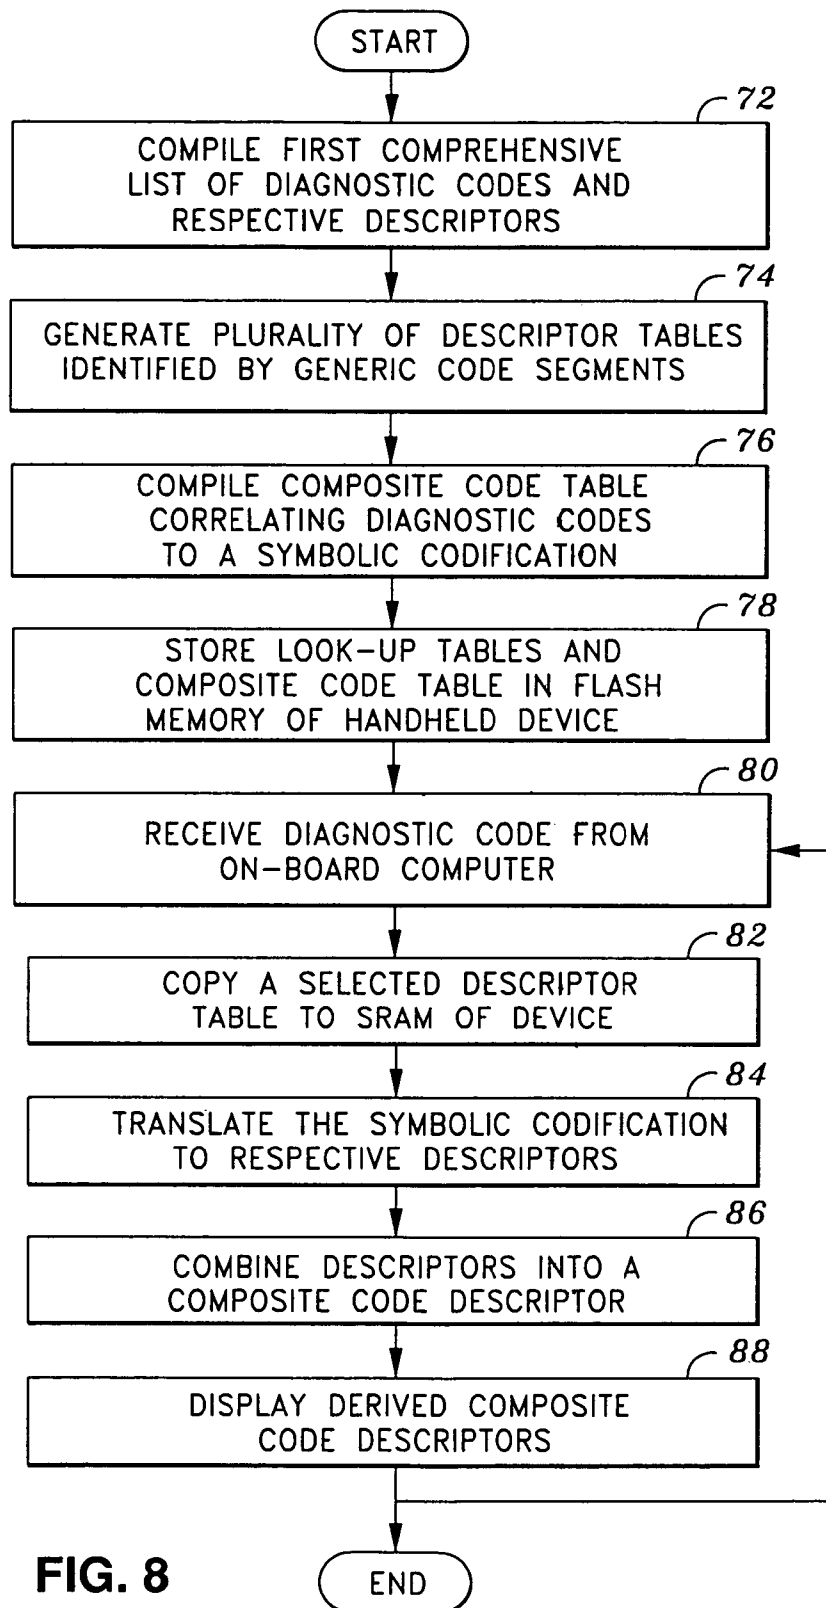 START
72
COMPILE FIRST COMPREHENSIVE
LIST OF DIAGNOSTIC CODES AND
RESPECTIVE DESCRIPTORS
74
GENERATE PLURALITY OF DESCRIPTOR TABLES
IDENTIFIED BY GENERIC CODE SEGMENTS
76
COMPILE COMPOSITE CODE TABLE
CORRELATING DIAGNOSTIC CODES
TO A SYMBOLIC CODIFICATION
78
STORE LOOK-UP TABLES AND
COMPOSITE CODE TABLE IN FLASH
MEMORY OF HANDHELD DEVICE
80
RECEIVE DIAGNOSTIC CODE FROM
ON-BOARD COMPUTER
82
COPY A SELECTED DESCRIPTOR
TABLE TO SRAM OF DEVICE
84
TRANSLATE THE SYMBOLIC CODIFICATION
TO RESPECTIVE DESCRIPTORS
86
COMBINE DESCRIPTORS INTO A
COMPOSITE CODE DESCRIPTOR
88
DISPLAY DERIVED COMPOSITE
CODE DESCRIPTORS
END
FIG. 8